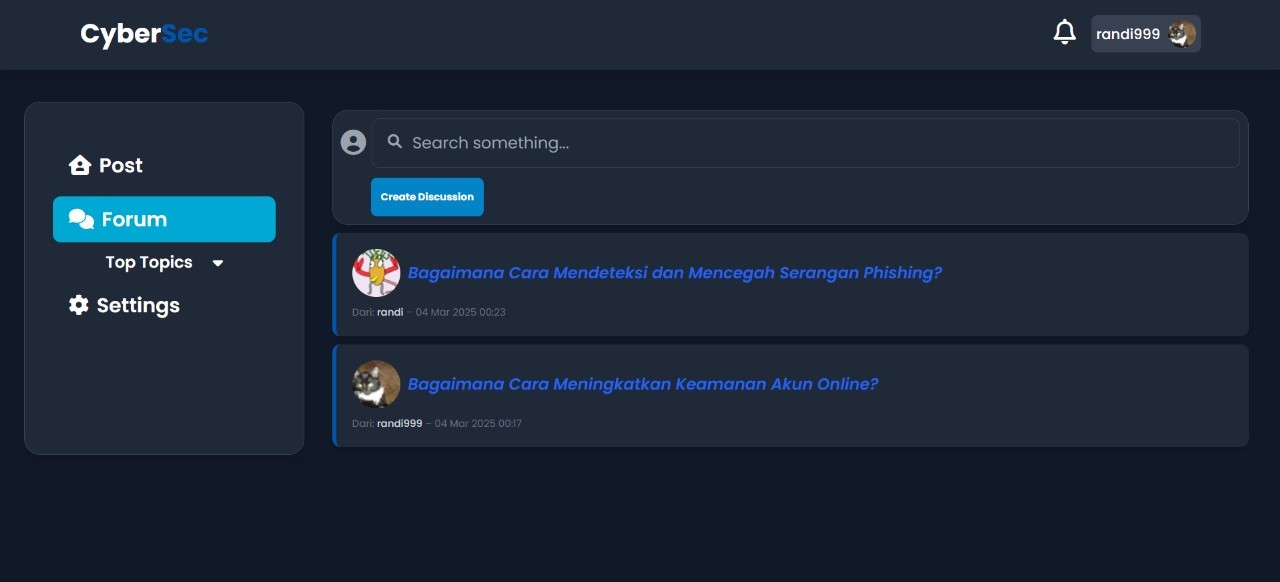 CyberSec
randi999
Post
Forum
Top Topics
Settings
Search something...
Create Discussion
Bagaimana Cara Mendeteksi dan Mencegah Serangan Phishing?
Dari: randi - 04 Mar 2025 00:23
Bagaimana Cara Meningkatkan Keamanan Akun Online?
Dari: randi999 - 04 Mar 2025 00:17